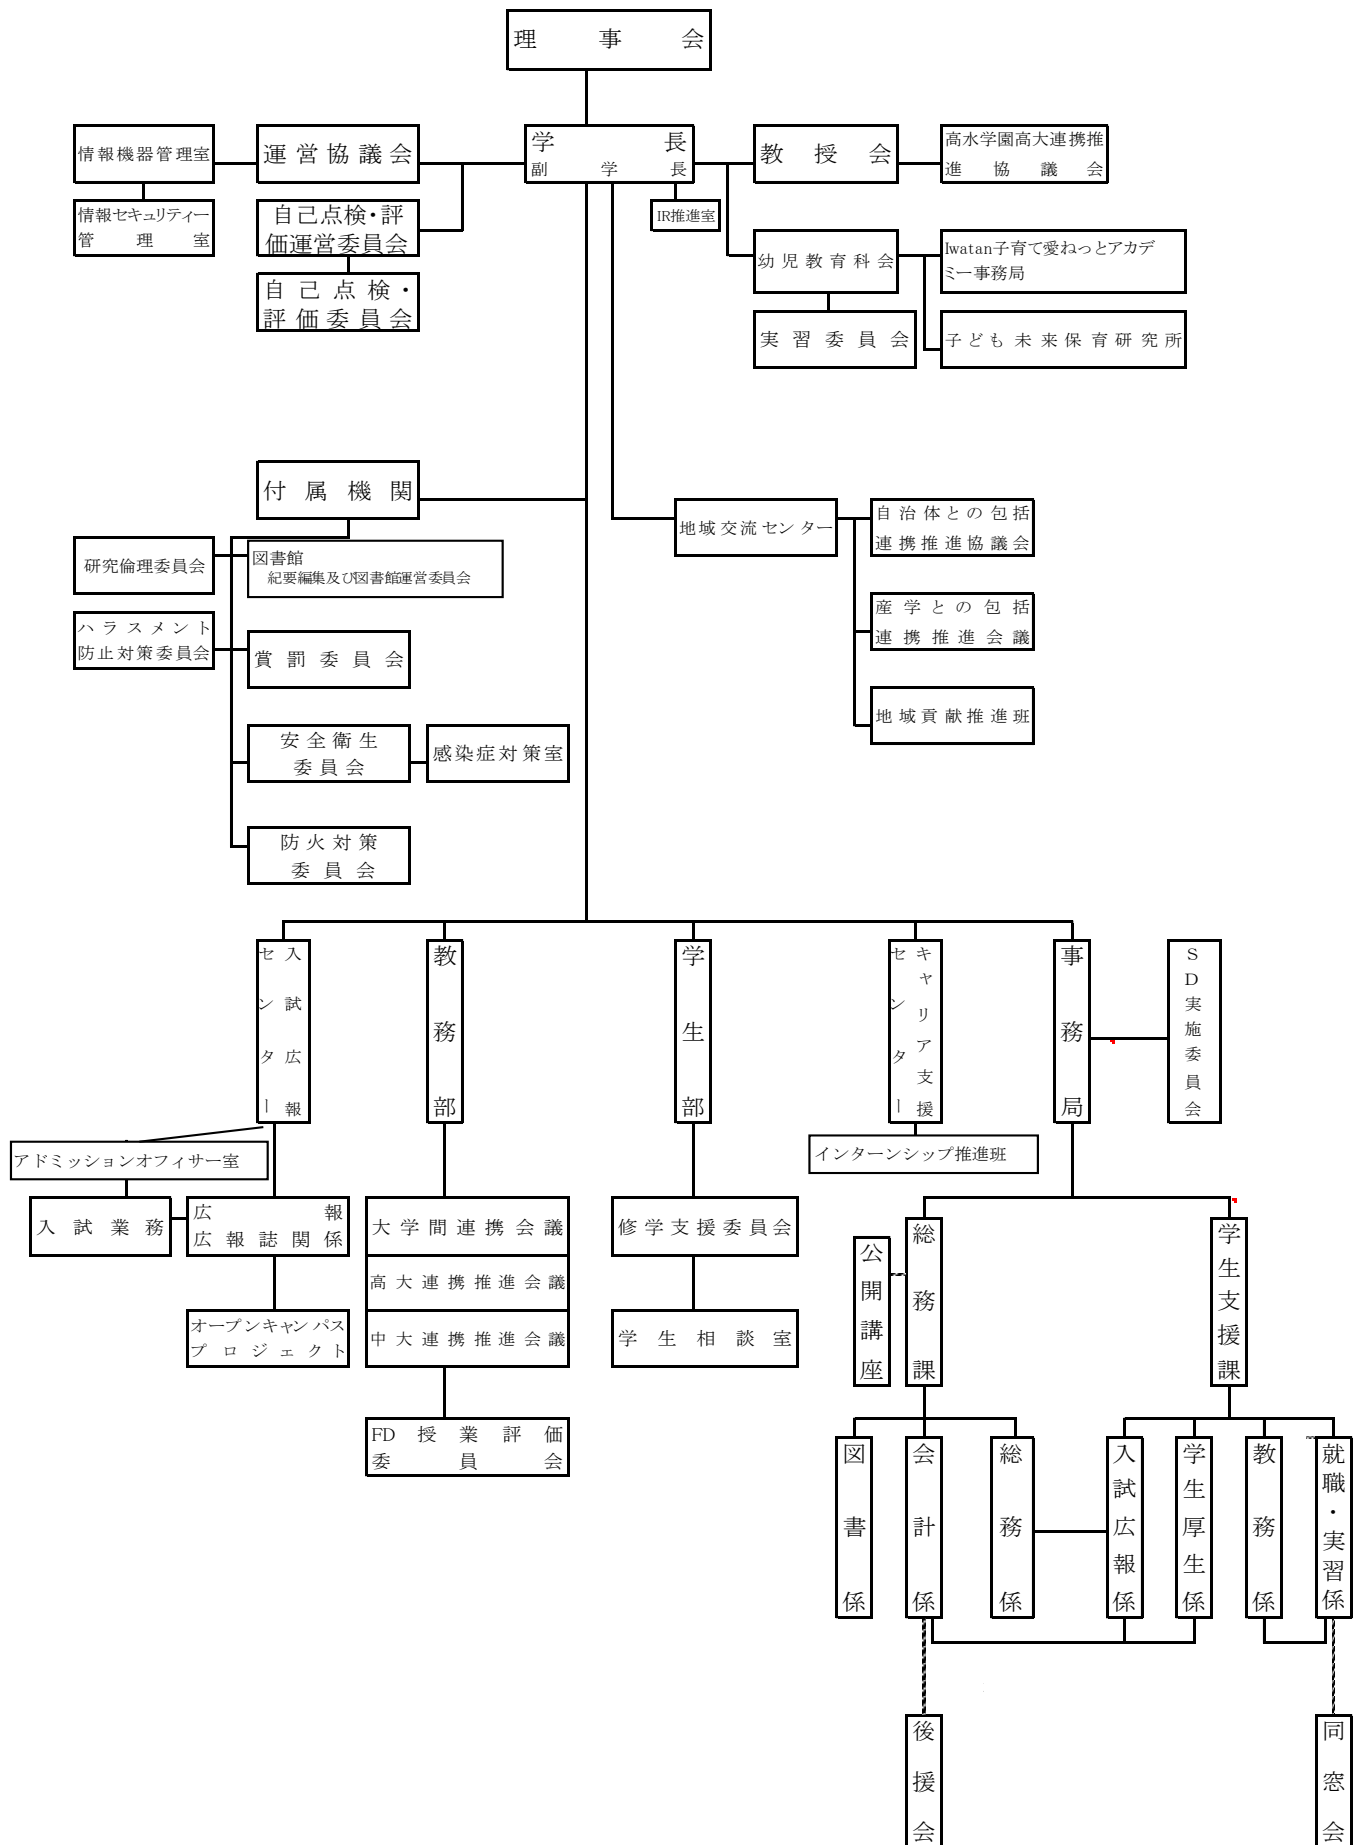 理事会
情報機器管理室
運営協議会
学長
副学長
教授会
高水学園高大連携推
進協議会
情報セキュリティー
管理室
自己点検・評
価運営委員会
IR推進室
幼児教育科会
Iwatan子育て愛ねっとアカデ
ミー事務局
自己点検・
評価委員会
実習委員会
子ども未来保育研究所
付属機関
地域交流センター
自治体との包括
連携推進協議会
研究倫理委員会
図書館
紀要編集及び図書館運営委員会
産学との包括
連携推進会議
ハラスメント
防止対策委員会
賞罰委員会
地域貢献推進班
安全衛生
委員会
感染症対策室
防火対策
委員会
入試広報
センター
教務部
学生部
キャリア支援
センター
事務局
SD実施委員会
アドミッションオフィサー室
インターンシップ推進班
入試業務
広報
広報誌関係
大学間連携会議
修学支援委員会
高大連携推進会議
オープンキャンパス
プロジェクト
中大連携推進会議
学生相談室
FD授業評価
委員会
公開講座
総務課
学生支援課
図書係
会計係
総務係
入試広報係
学生厚生係
教務係
就職・実習係
後援会
同窓会